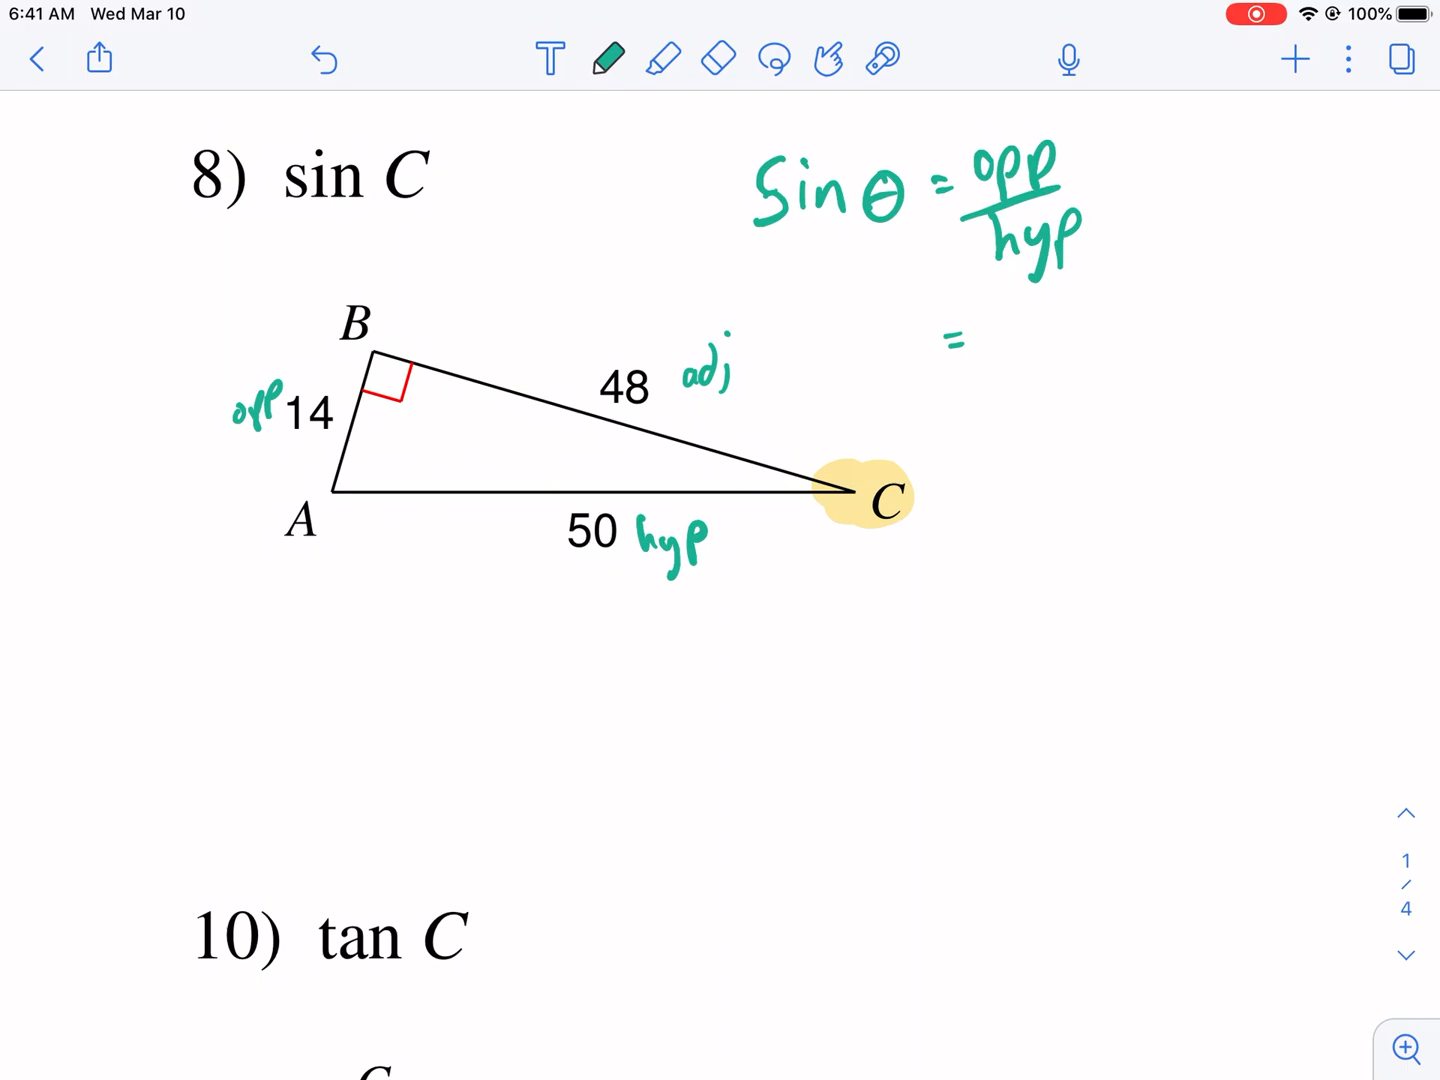 6:41 AM Wed Mar 10 100%
T
8) sin C
Sin θ = opp/hyp
B
=
48 adj
opp 14
C
A
50 hyp
1
/
4
10) tan C
C